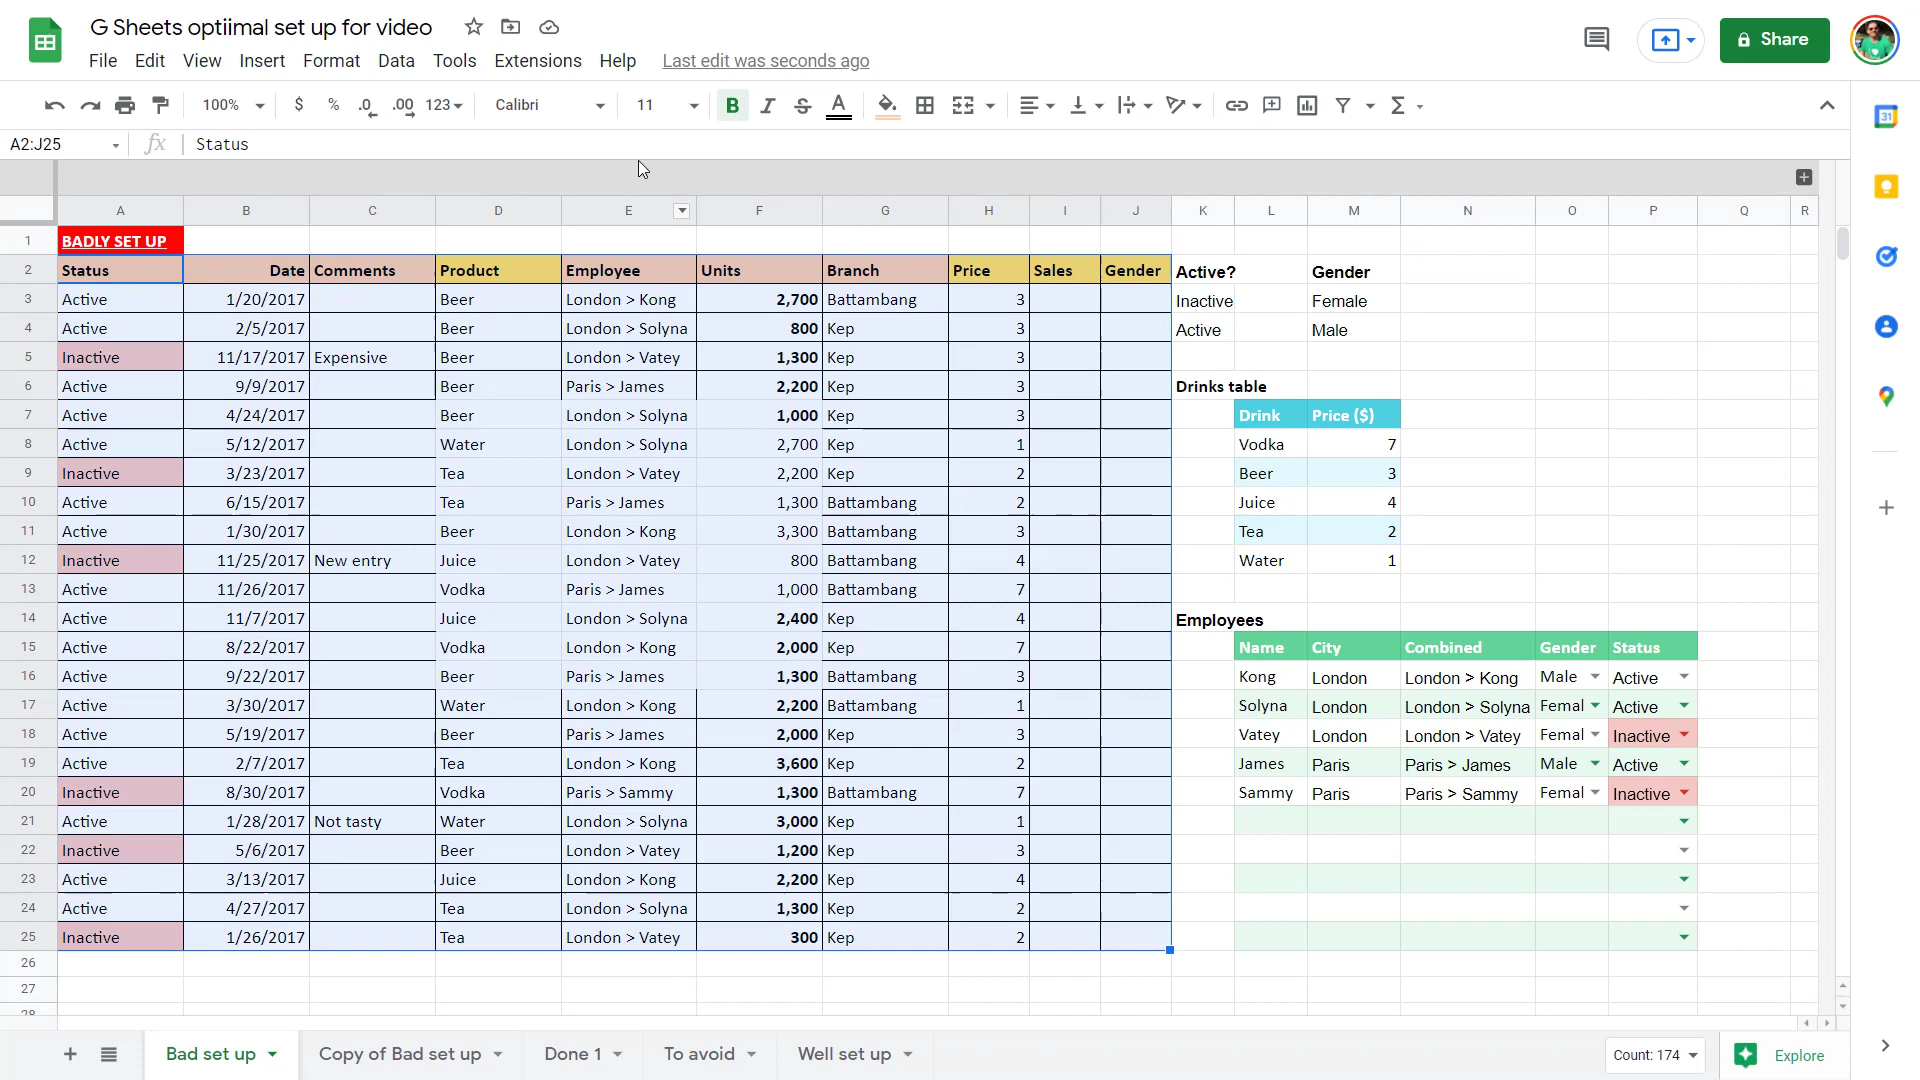 G Sheets optiimal set up for video
File Edit View Insert Format Data Tools Extensions Help Last edit was seconds ago
Share
100% $ % .0 .00 123 Calibri 11 B I S A
A2:J25 fx Status
A B C D E F G H I J K L M N O P Q R
1 BADLY SET UP
2 Status Date Comments Product Employee Units Branch Price Sales Gender Active? Gender
3 Active 1/20/2017 Beer London > Kong 2,700 Battambang 3 Inactive Female
4 Active 2/5/2017 Beer London > Solyna 800 Kep 3 Active Male
5 Inactive 11/17/2017 Expensive Beer London > Vatey 1,300 Kep 3
6 Active 9/9/2017 Beer Paris > James 2,200 Kep 3 Drinks table
7 Active 4/24/2017 Beer London > Solyna 1,000 Kep 3 Drink Price ($)
8 Active 5/12/2017 Water London > Solyna 2,700 Kep 1 Vodka 7
9 Inactive 3/23/2017 Tea London > Vatey 2,200 Kep 2 Beer 3
10 Active 6/15/2017 Tea Paris > James 1,300 Battambang 2 Juice 4
11 Active 1/30/2017 Beer London > Kong 3,300 Battambang 3 Tea 2
12 Inactive 11/25/2017 New entry Juice London > Vatey 800 Battambang 4 Water 1
13 Active 11/26/2017 Vodka Paris > James 1,000 Battambang 7
14 Active 11/7/2017 Juice London > Solyna 2,400 Kep 4 Employees
15 Active 8/22/2017 Vodka London > Kong 2,000 Kep 7 Name City Combined Gender Status
16 Active 9/22/2017 Beer Paris > James 1,300 Battambang 3 Kong London London > Kong Male Active
17 Active 3/30/2017 Water London > Kong 2,200 Battambang 1 Solyna London London > Solyna Femal Active
18 Active 5/19/2017 Beer Paris > James 2,000 Kep 3 Vatey London London > Vatey Femal Inactive
19 Active 2/7/2017 Tea London > Kong 3,600 Kep 2 James Paris Paris > James Male Active
20 Inactive 8/30/2017 Vodka Paris > Sammy 1,300 Battambang 7 Sammy Paris Paris > Sammy Femal Inactive
21 Active 1/28/2017 Not tasty Water London > Solyna 3,000 Kep 1
22 Inactive 5/6/2017 Beer London > Vatey 1,200 Kep 3
23 Active 3/13/2017 Juice London > Kong 2,200 Kep 4
24 Active 4/27/2017 Tea London > Solyna 1,300 Kep 2
25 Inactive 1/26/2017 Tea London > Vatey 300 Kep 2
26
27
28
Bad set up Copy of Bad set up Done 1 To avoid Well set up Count: 174 Explore
31